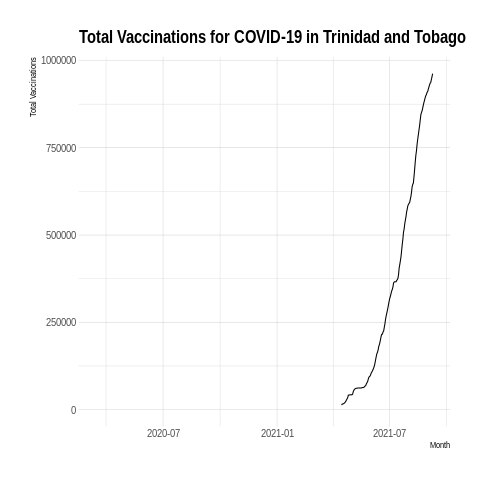 Total Vaccinations for COVID-19 in Trinidad and Tobago
Total Vaccinations
1000000
750000
500000
250000
0
2020-07
2021-01
2021-07
Month